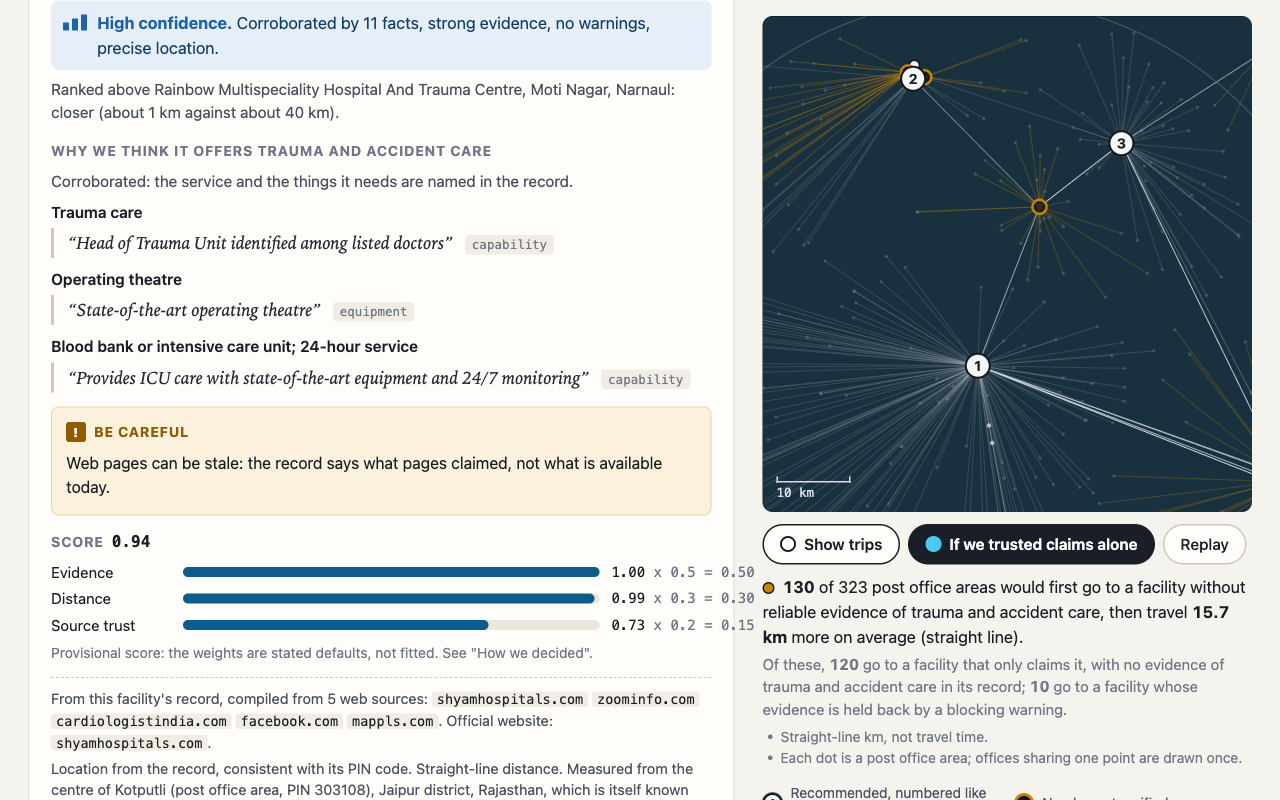 High confidence. Corroborated by 11 facts, strong evidence, no warnings,
precise location.
Ranked above Rainbow Multispeciality Hospital And Trauma Centre, Moti Nagar, Narnaul:
closer (about 1 km against about 40 km).
WHY WE THINK IT OFFERS TRAUMA AND ACCIDENT CARE
Corroborated: the service and the things it needs are named in the record.
Trauma care
“Head of Trauma Unit identified among listed doctors” capability
Operating theatre
“State-of-the-art operating theatre” equipment
Blood bank or intensive care unit; 24-hour service
“Provides ICU care with state-of-the-art equipment and 24/7 monitoring” capability
! BE CAREFUL
Web pages can be stale: the record says what pages claimed, not what is available
today.
SCORE 0.94
Evidence 1.00 x 0.5 = 0.50
Distance 0.99 x 0.3 = 0.30
Source trust 0.73 x 0.2 = 0.15
Provisional score: the weights are stated defaults, not fitted. See "How we decided".
From this facility's record, compiled from 5 web sources: shyamhospitals.com zoominfo.com
cardiologistindia.com facebook.com mappls.com. Official website:
shyamhospitals.com.
Location from the record, consistent with its PIN code. Straight-line distance. Measured from the
centre of Kotputli (post office area, PIN 303108), Jaipur district, Rajasthan, which is itself known
2
3
1
10 km
Show trips
If we trusted claims alone
Replay
130 of 323 post office areas would first go to a facility without
reliable evidence of trauma and accident care, then travel 15.7
km more on average (straight line).
Of these, 120 go to a facility that only claims it, with no evidence of
trauma and accident care in its record; 10 go to a facility whose
evidence is held back by a blocking warning.
• Straight-line km, not travel time.
• Each dot is a post office area; offices sharing one point are drawn once.
Recommended, numbered like